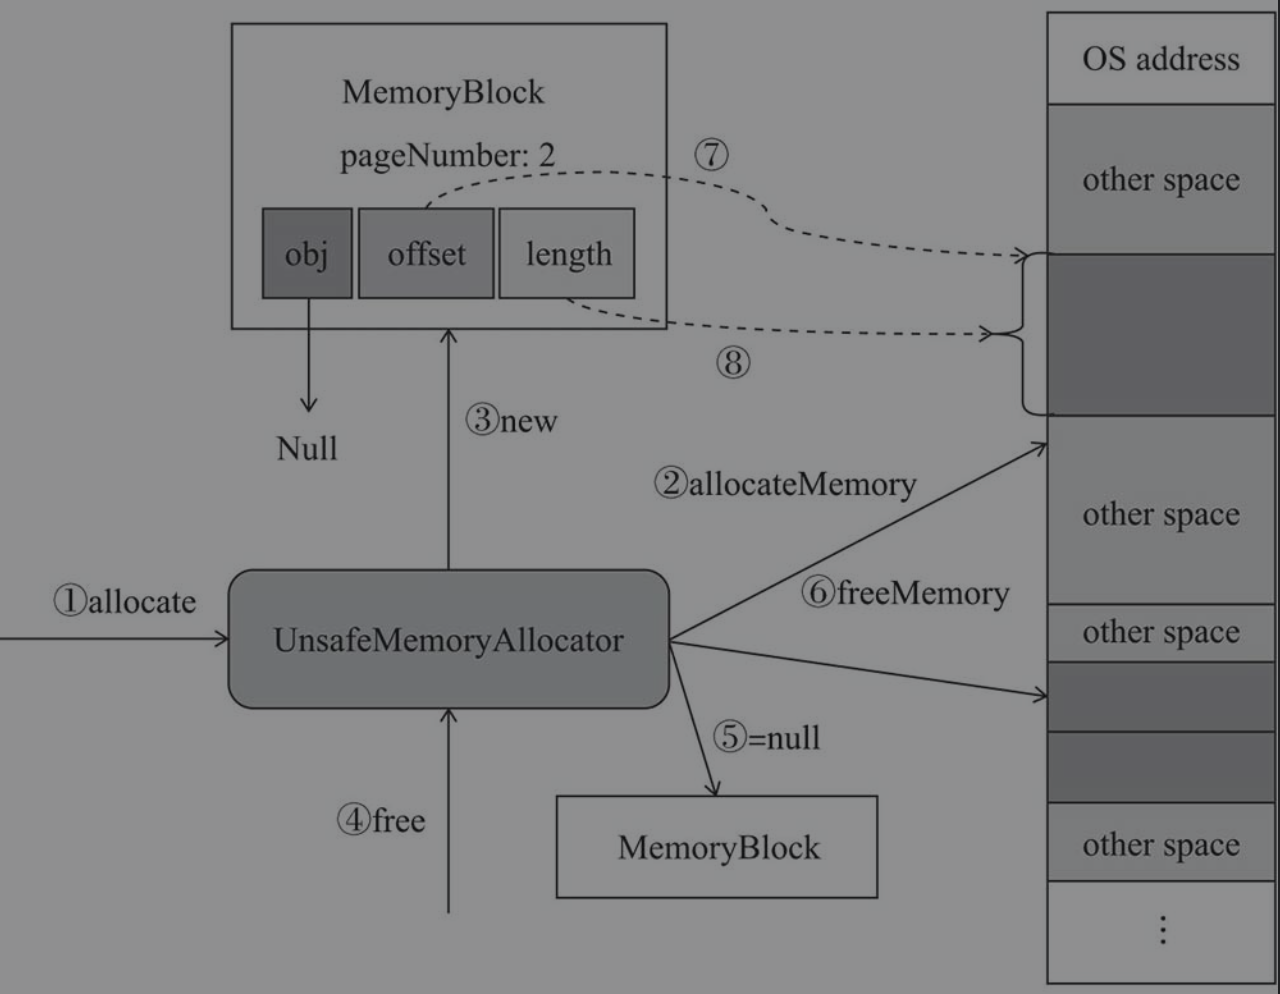 MemoryBlock
pageNumber: 2
obj
offset
length
Null
⑦
⑧
③new
②allocateMemory
⑥freeMemory
①allocate
UnsafeMemoryAllocator
⑤=null
④free
MemoryBlock
OS address
other space
other space
other space
other space
⋮